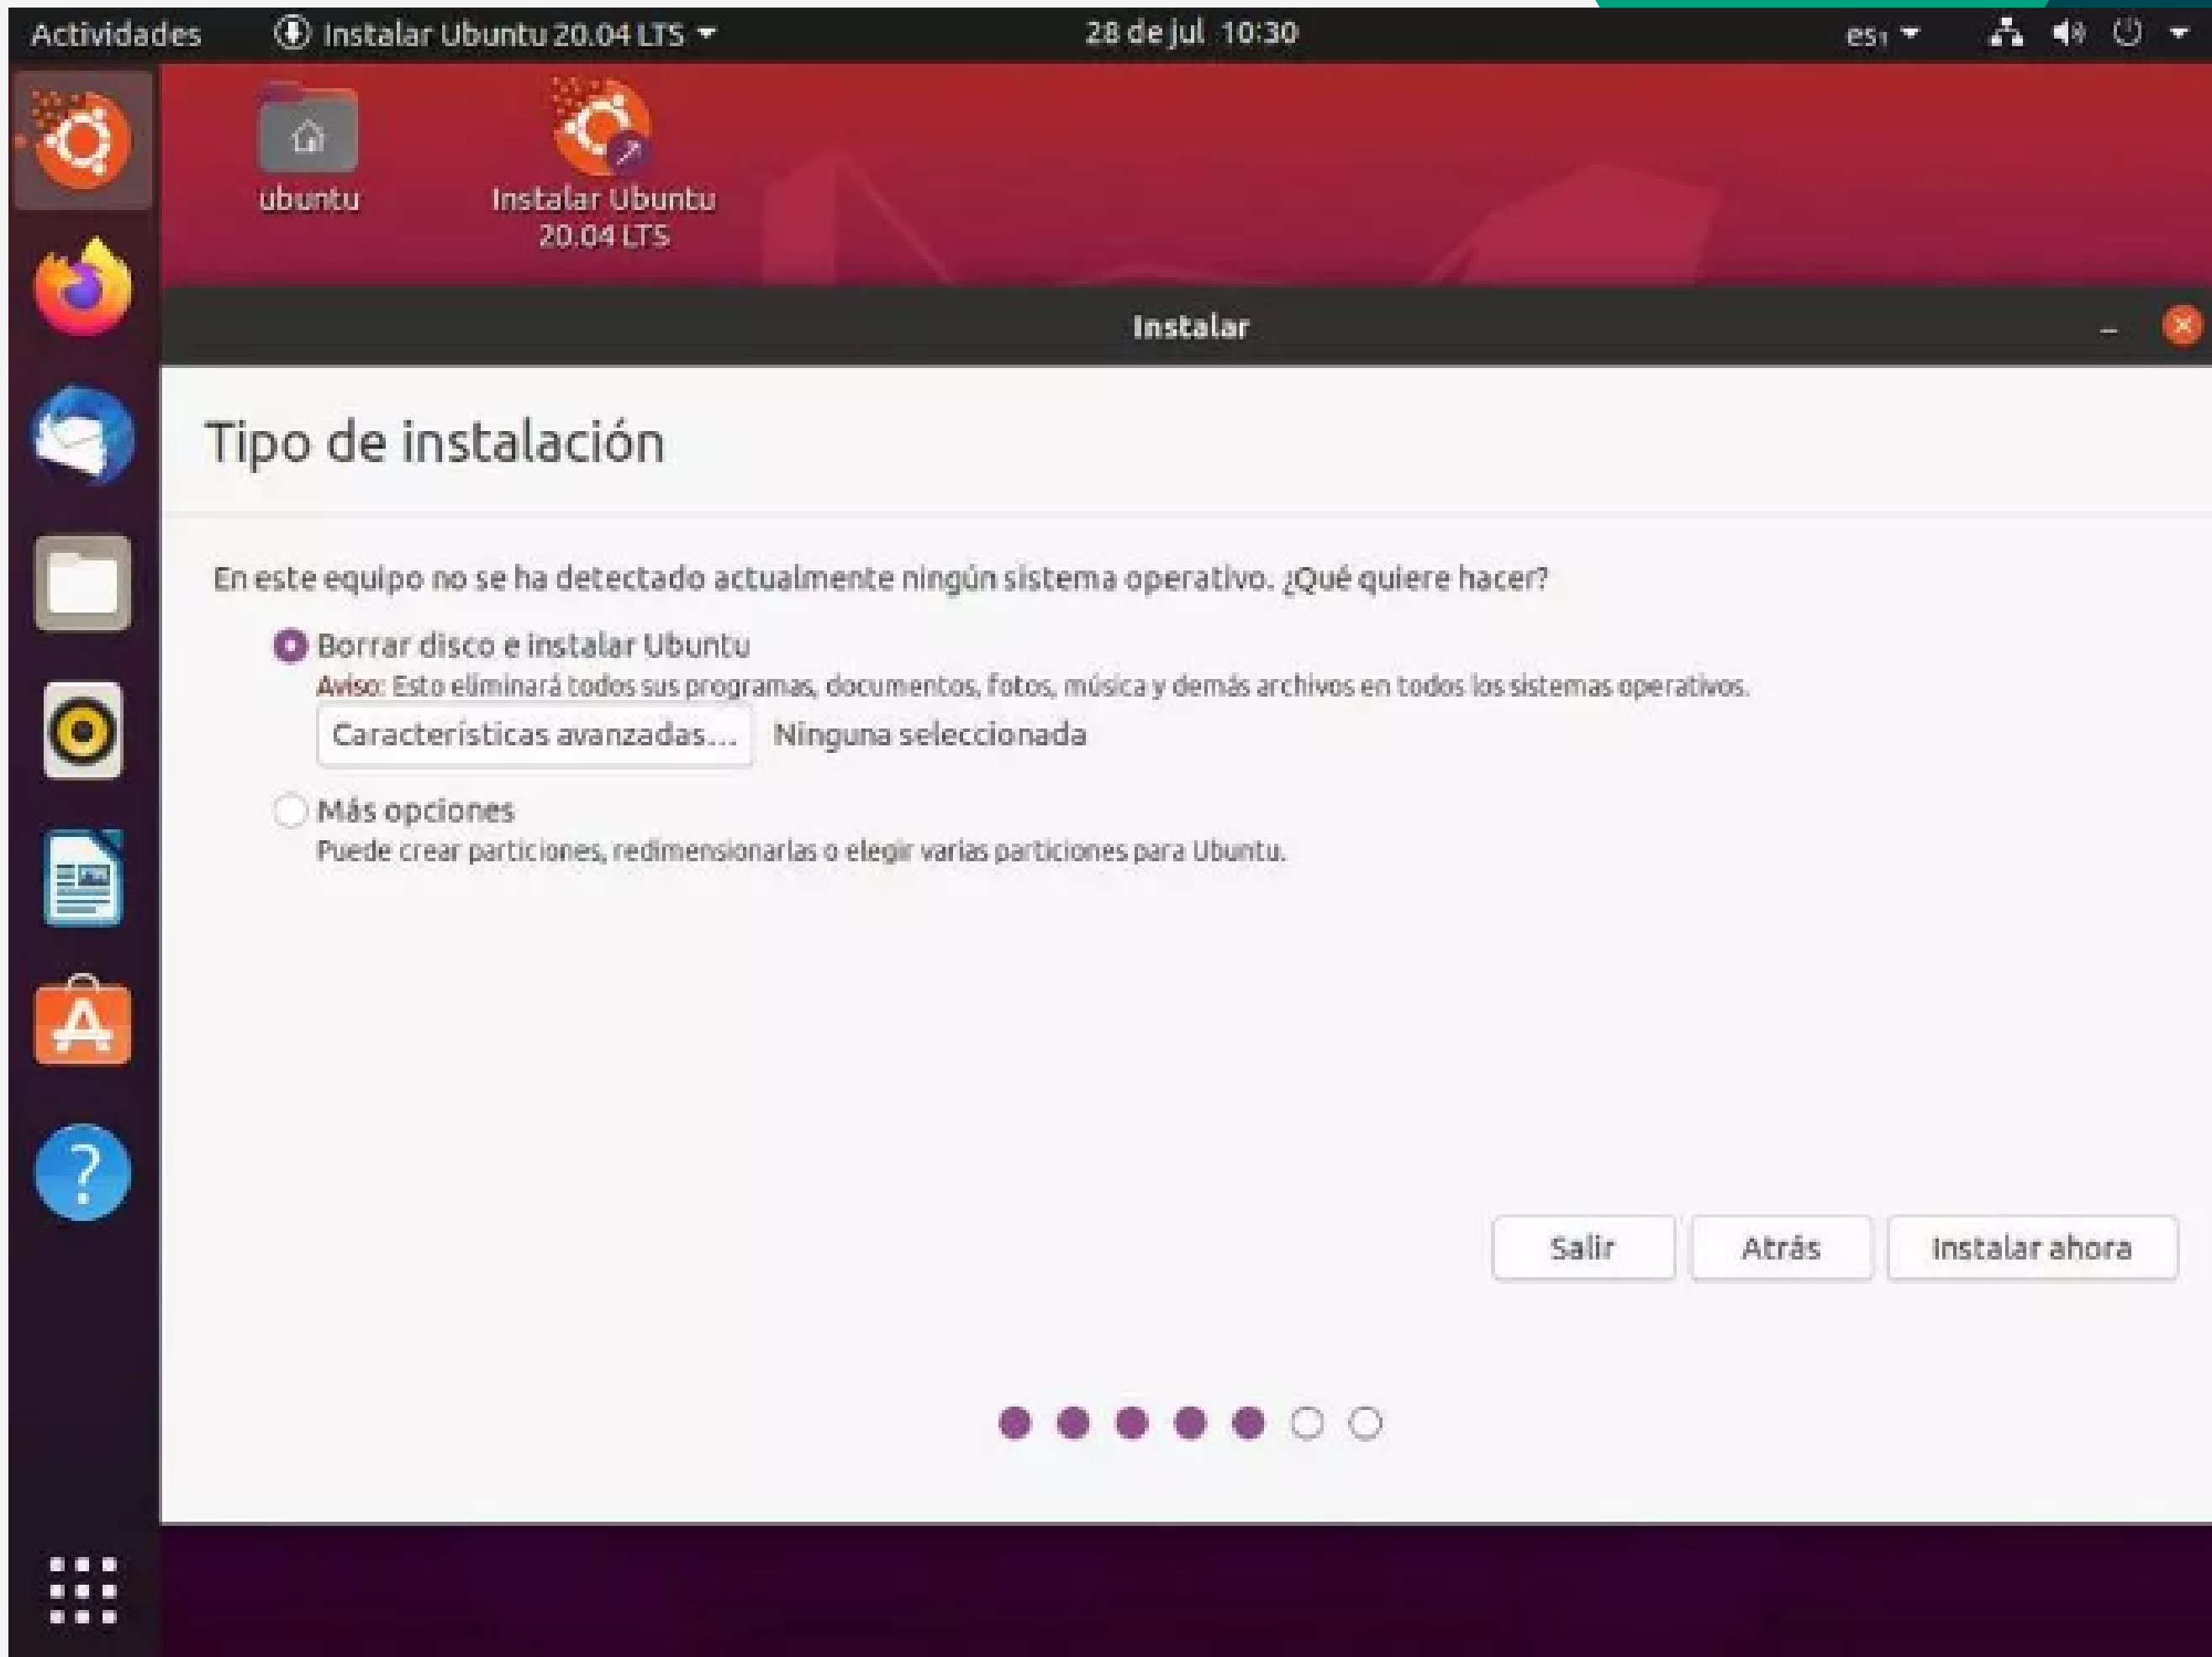 Actividades
Instalar Ubuntu 20.04 LTS
28 de jul 10:30
es₁
ubuntu
Instalar Ubuntu
20.04 LTS
Instalar
Tipo de instalación
En este equipo no se ha detectado actualmente ningún sistema operativo. ¿Qué quiere hacer?
Borrar disco e instalar Ubuntu
Aviso: Esto eliminará todos sus programas, documentos, fotos, música y demás archivos en todos los sistemas operativos.
Características avanzadas... Ninguna seleccionada
Más opciones
Puede crear particiones, redimensionarlas o elegir varias particiones para Ubuntu.
Salir
Atrás
Instalar ahora